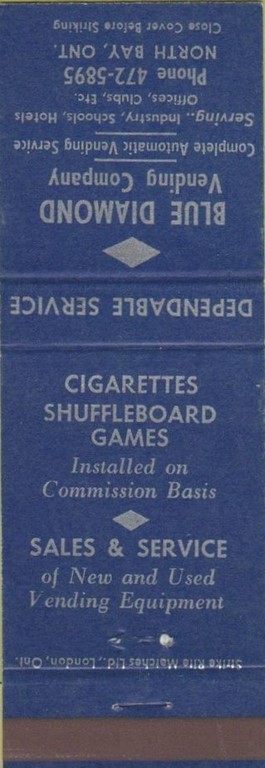 BLUE DIAMOND
Vending Company
Complete Automatic Vending Service
Serving.. Industry, Schools, Hotels,
Offices, Clubs, Etc.
Phone 472-5895
NORTH BAY, ONT.
Close Cover Before Striking
DEPENDABLE SERVICE
CIGARETTES
SHUFFLEBOARD
GAMES
Installed on
Commission Basis
SALES & SERVICE
of New and Used
Vending Equipment
Strike Rite Matches Ltd., London, Ont.